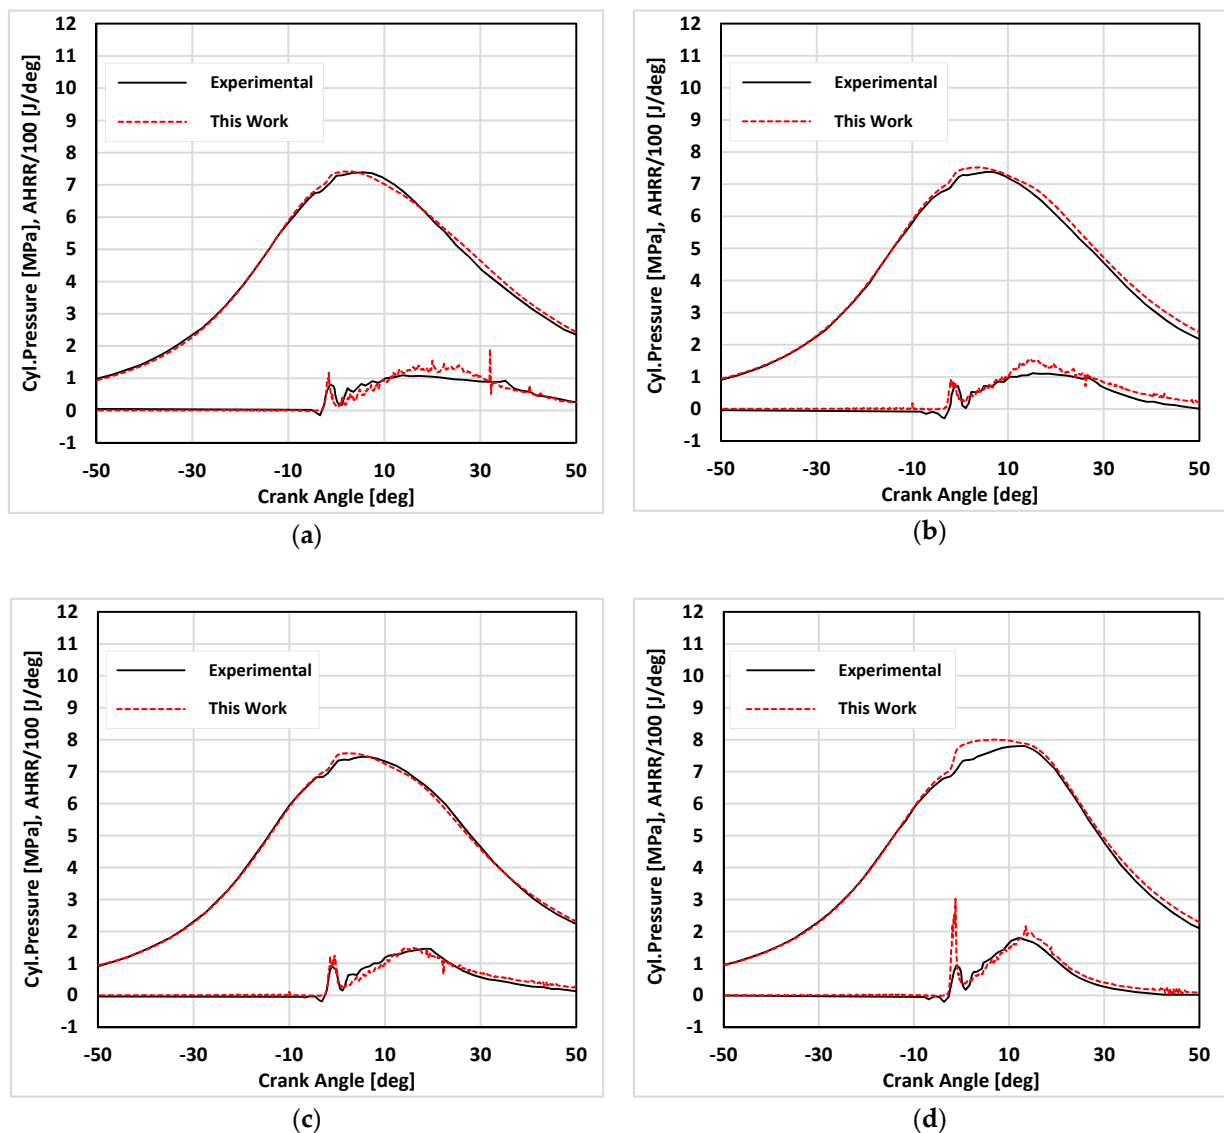 12
11
10
9
8
7
6
5
4
3
2
1
0
-1
Cyl.Pressure [MPa], AHRR/100 [J/deg]
Experimental
This Work
-50 -30 -10 10 30 50
Crank Angle [deg]
(a)
12
11
10
9
8
7
6
5
4
3
2
1
0
-1
Cyl.Pressure [MPa], AHRR/100 [J/deg]
Experimental
This Work
-50 -30 -10 10 30 50
Crank Angle [deg]
(b)
12
11
10
9
8
7
6
5
4
3
2
1
0
-1
Cyl.Pressure [MPa], AHRR/100 [J/deg]
Experimental
This Work
-50 -30 -10 10 30 50
Crank Angle [deg]
(c)
12
11
10
9
8
7
6
5
4
3
2
1
0
-1
Cyl.Pressure [MPa], AHRR/100 [J/deg]
Experimental
This Work
-50 -30 -10 10 30 50
Crank Angle [deg]
(d)